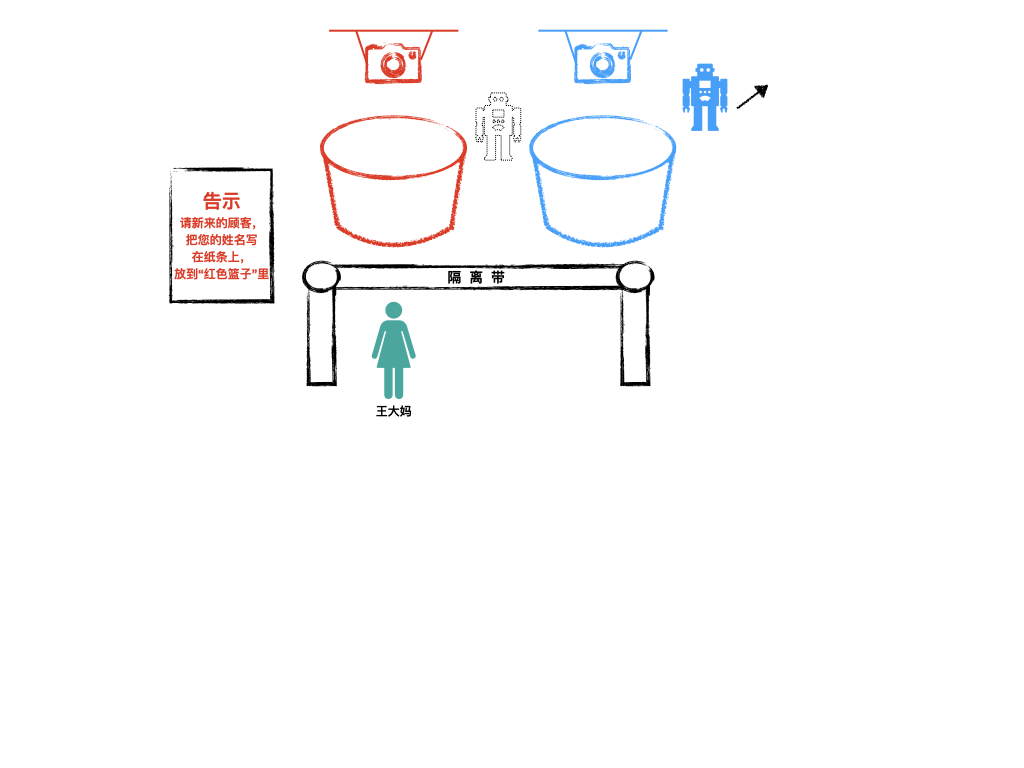 告示
请新来的顾客，
把您的姓名写
在纸条上，
放到“红色篮子”里
隔 离 带
王大妈